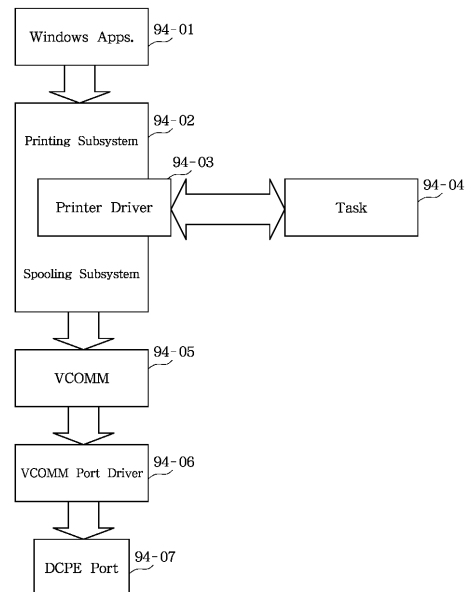 Windows Apps.
94-01
94-02
Printing Subsystem
94-03
Printer Driver
Task
94-04
Spooling Subsystem
94-05
VCOMM
94-06
VCOMM Port Driver
94-07
DCPE Port